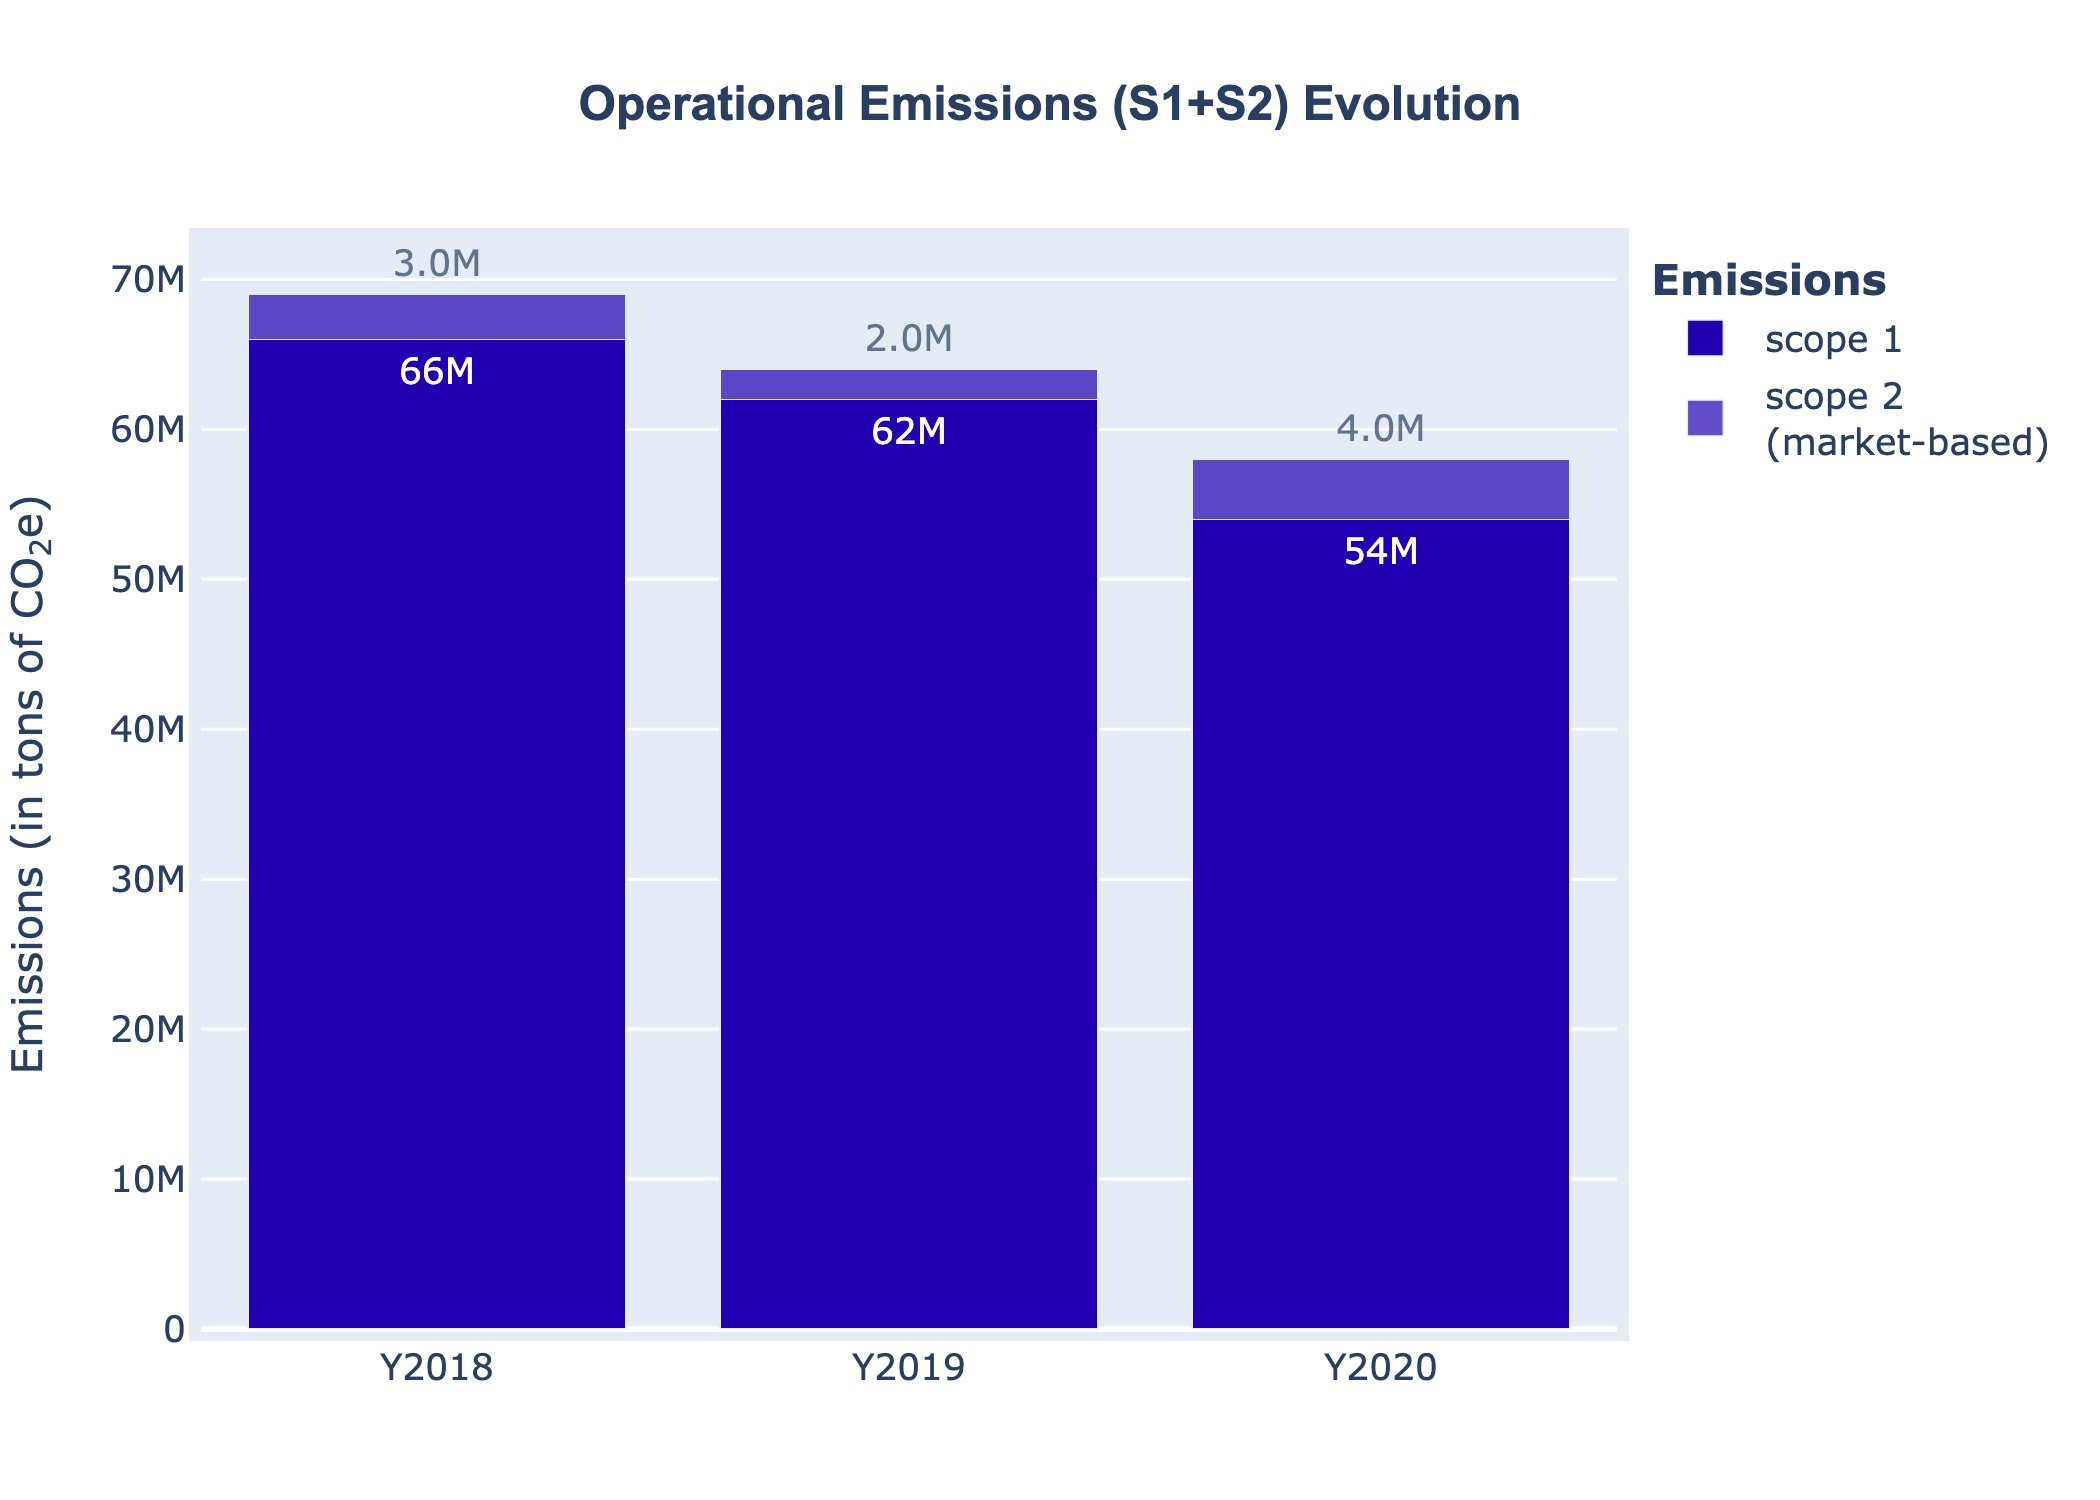 Operational Emissions (S1+S2) Evolution
Emissions (in tons of CO₂e)
70M
60M
50M
40M
30M
20M
10M
0
3.0M
66M
2.0M
62M
4.0M
54M
Y2018
Y2019
Y2020
Emissions
scope 1
scope 2
(market-based)